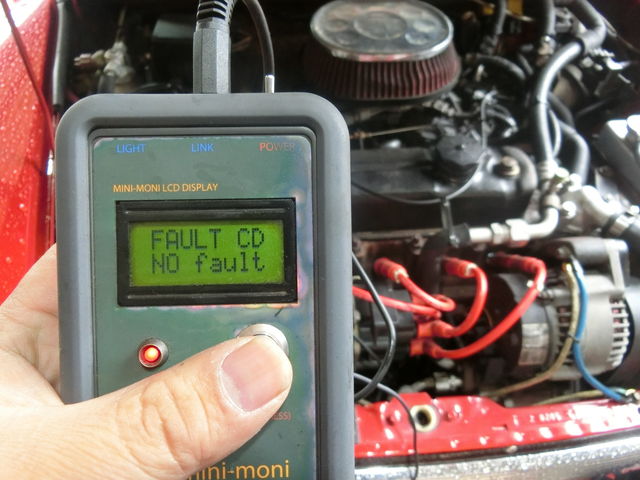 LIGHT LINK POWER
MINI-MONI LCD DISPLAY
FAULT CD
NO fault
mini-moni